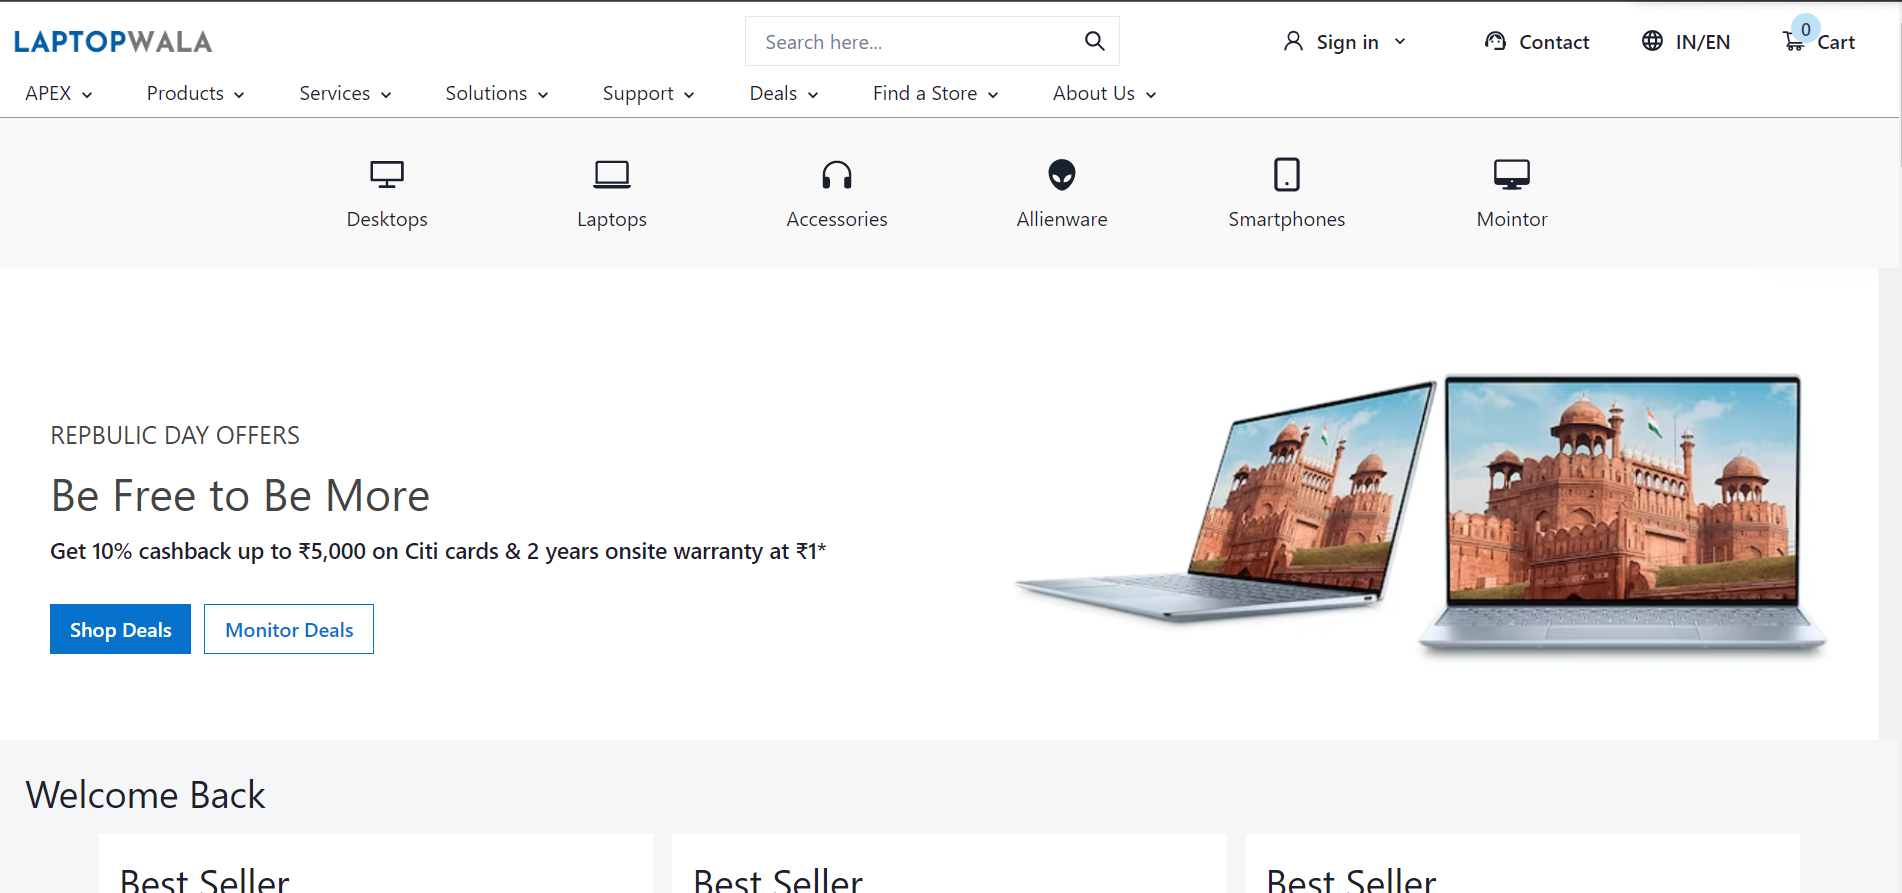 LAPTOPWALA
Search here...
Sign in
Contact
IN/EN
0
Cart
APEX
Products
Services
Solutions
Support
Deals
Find a Store
About Us
Desktops
Laptops
Accessories
Allienware
Smartphones
Mointor
REPBULIC DAY OFFERS
Be Free to Be More
Get 10% cashback up to ₹5,000 on Citi cards & 2 years onsite warranty at ₹1*
Shop Deals
Monitor Deals
Welcome Back
Best Seller
Best Seller
Best Seller